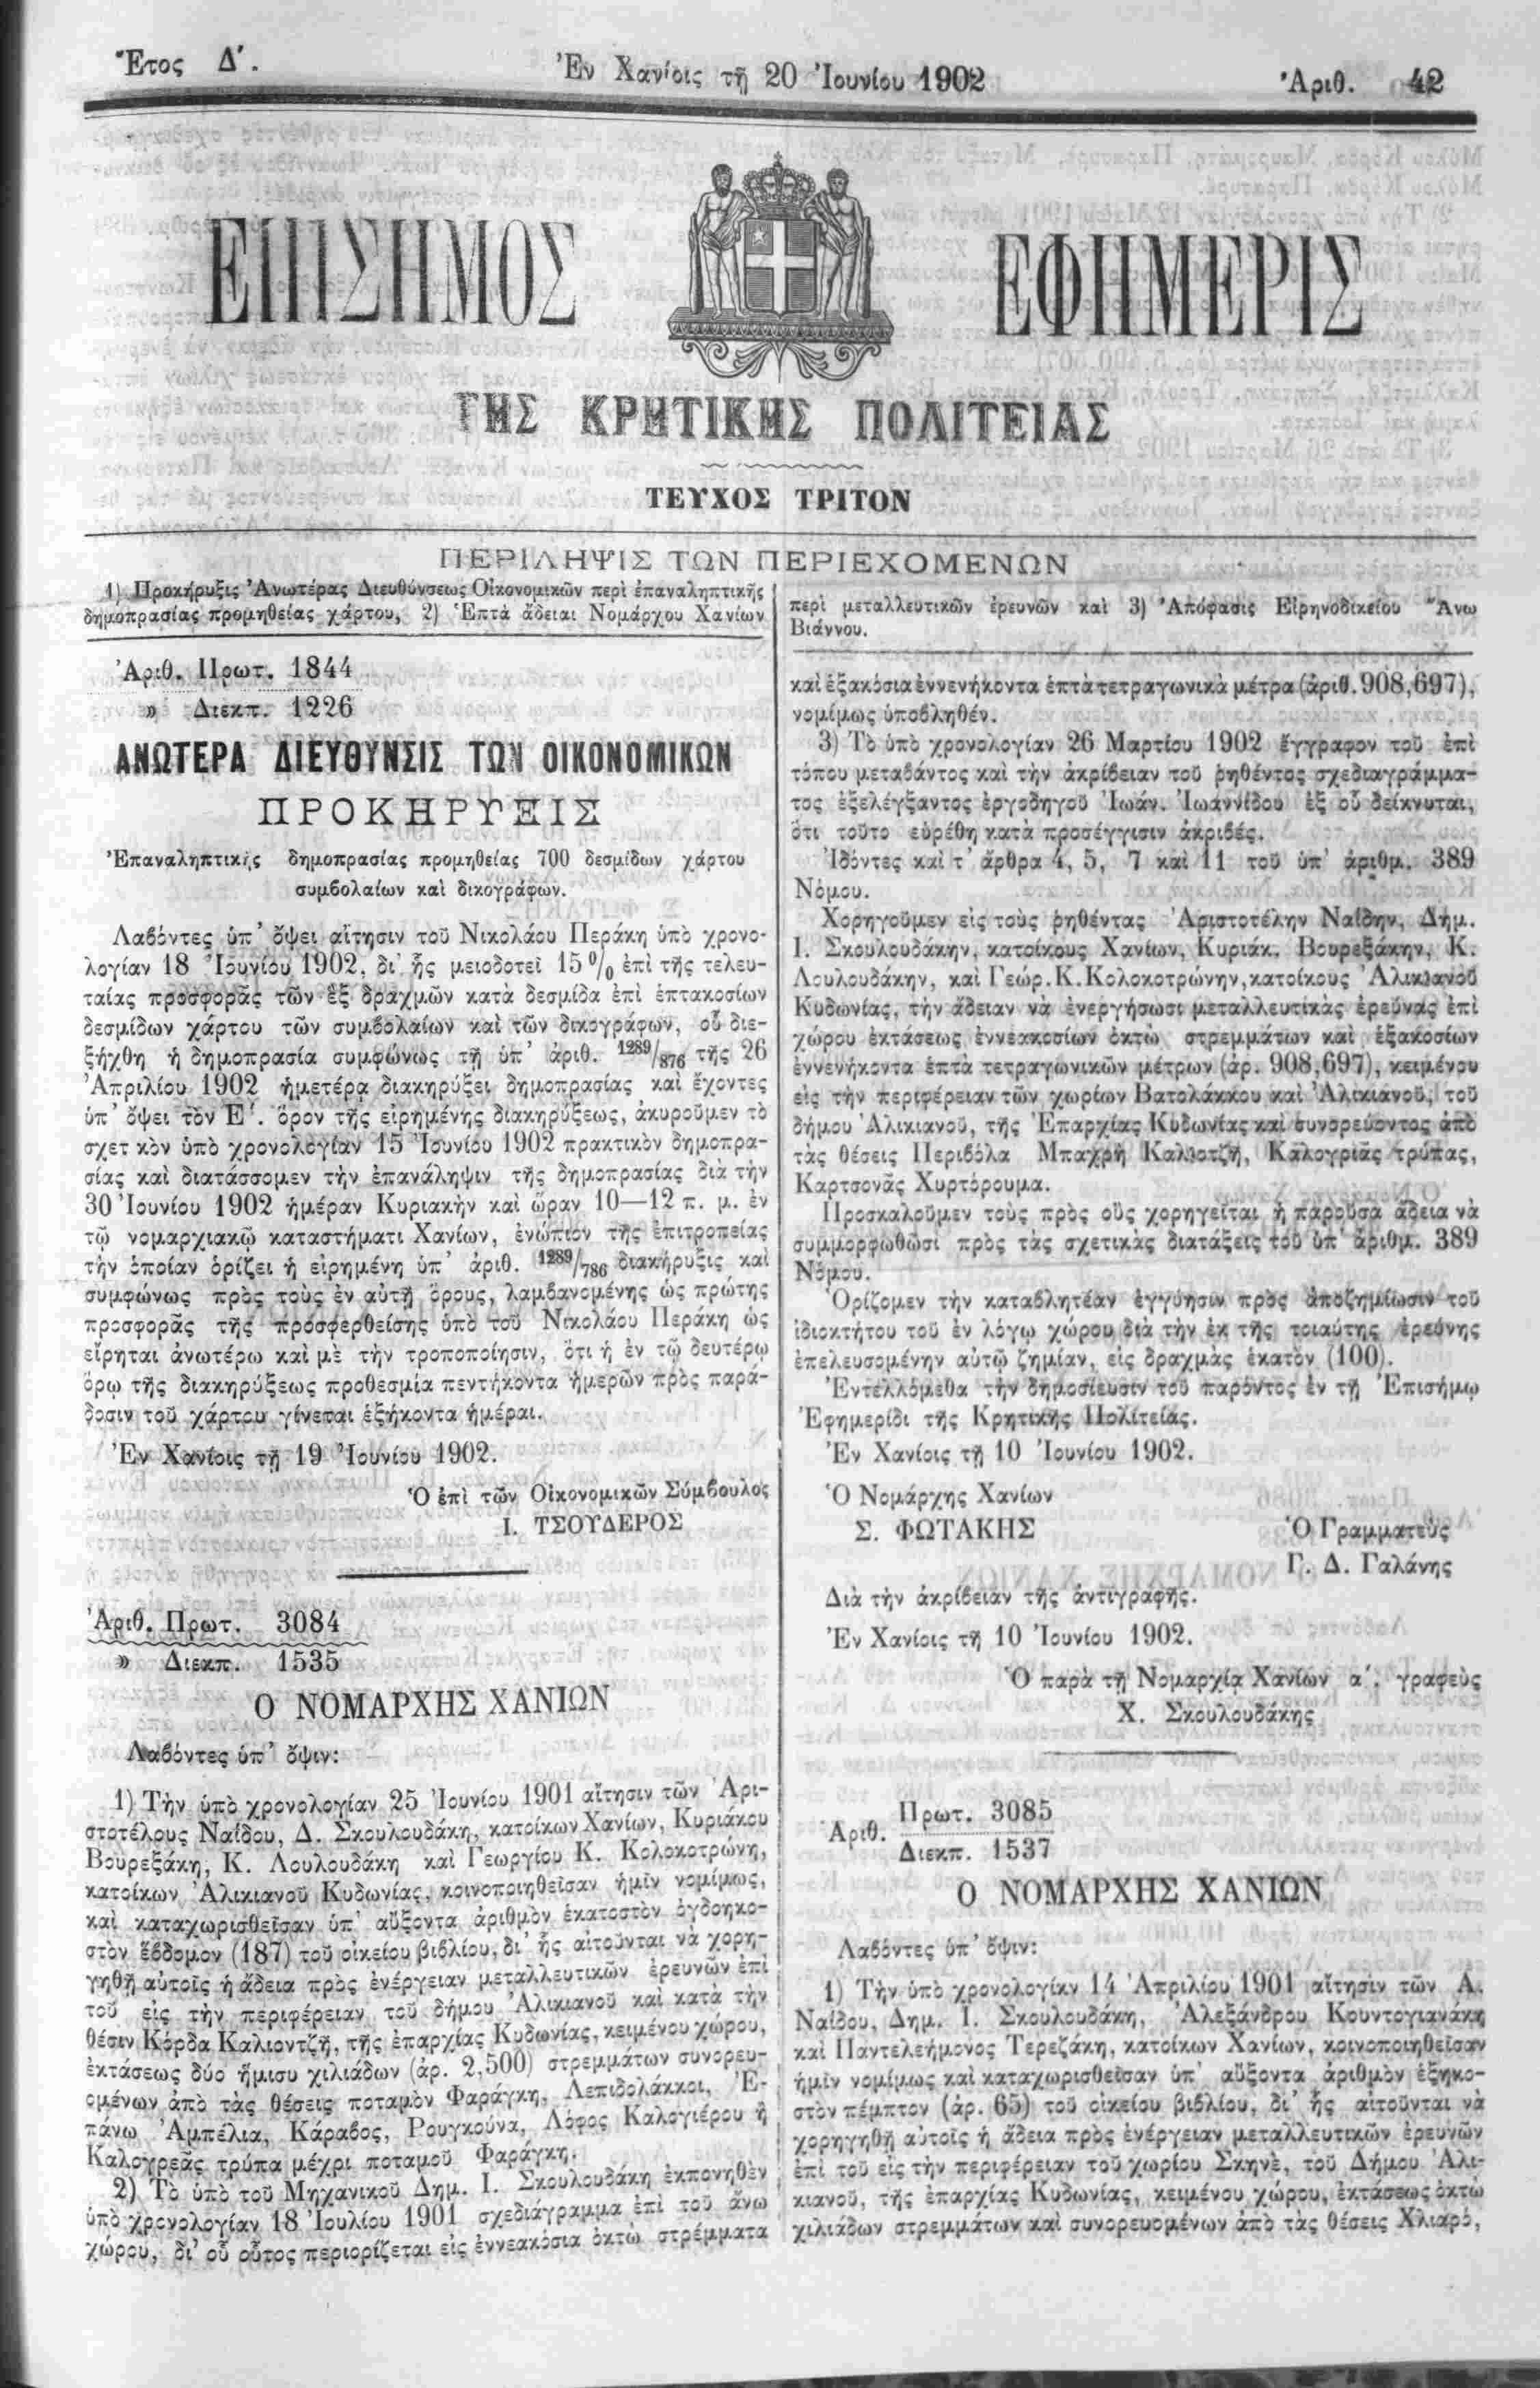 Ἔτος Δ΄.
Ἐν Χανίοις τῇ 20 Ἰουνίου 1902
Ἀριθ. 42
ΕΠΙΣΗΜΟΣ ΕΦΗΜΕΡΙΣ
ΤΗΣ ΚΡΗΤΙΚΗΣ ΠΟΛΙΤΕΙΑΣ
ΤΕΥΧΟΣ ΤΡΙΤΟΝ
ΠΕΡΙΛΗΨΙΣ ΤΩΝ ΠΕΡΙΕΧΟΜΕΝΩΝ
1) Προκήρυξις Ἀνωτέρας Διευθύνσεως Οἰκονομικῶν περὶ ἐπαναληπτικῆς
δημοπρασίας προμηθείας χάρτου, 2) Ἑπτὰ ἄδειαι Νομάρχου Χανίων
περὶ μεταλλευτικῶν ἐρευνῶν καὶ 3) Ἀπόφασις Εἰρηνοδικείου Ἄνω
Βιάννου.
Ἀριθ. Πρωτ. 1844
» Διεκπ. 1226
ΑΝΩΤΕΡΑ ΔΙΕΥΘΥΝΣΙΣ ΤΩΝ ΟΙΚΟΝΟΜΙΚΩΝ
ΠΡΟΚΗΡΥΞΙΣ
Ἐπαναληπτικῆς δημοπρασίας προμηθείας 700 δεσμίδων χάρτου
συμβολαίων καὶ δικογράφων.
Λαβόντες ὑπ' ὄψει αἴτησιν τοῦ Νικολάου Περάκη ὑπὸ χρονο-
λογίαν 18 Ἰουνίου 1902, δι' ἧς μειοδοτεῖ 15 0/0 ἐπὶ τῆς τελευ-
ταίας προσφορᾶς τῶν ἓξ δραχμῶν κατὰ δεσμίδα ἐπὶ ἑπτακοσίων
δεσμίδων χάρτου τῶν συμβολαίων καὶ τῶν δικογράφων, οὗ διε-
ξήχθη ἡ δημοπρασία συμφώνως τῇ ὑπ' ἀριθ. 1289/876 τῆς 26
Ἀπριλίου 1902 ἡμετέρᾳ διακηρύξει δημοπρασίας καὶ ἔχοντες
ὑπ' ὄψει τὸν Ε΄. ὅρον τῆς εἰρημένης διακηρύξεως, ἀκυροῦμεν τὸ
σχετ κὸν ὑπὸ χρονολογίαν 15 Ἰουνίου 1902 πρακτικὸν δημοπρα-
σίας καὶ διατάσσομεν τὴν ἐπανάληψιν τῆς δημοπρασίας διὰ τὴν
30 Ἰουνίου 1902 ἡμέραν Κυριακὴν καὶ ὥραν 10—12 π. μ. ἐν
τῷ νομαρχιακῷ καταστήματι Χανίων, ἐνώπιον τῆς ἐπιτροπείας
τὴν ὁποίαν ὁρίζει ἡ εἰρημένη ὑπ' ἀριθ. 1289/786 διακήρυξις καὶ
συμφώνως πρὸς τοὺς ἐν αὐτῇ ὅρους, λαμβανομένης ὡς πρώτης
προσφορᾶς τῆς προσφερθείσης ὑπὸ τοῦ Νικολάου Περάκη ὡς
εἴρηται ἀνωτέρω καὶ μὲ τὴν τροποποίησιν, ὅτι ἡ ἐν τῷ δευτέρῳ
ὅρῳ τῆς διακηρύξεως προθεσμία πεντήκοντα ἡμερῶν πρὸς παρά-
δοσιν τοῦ χάρτου γίνεται ἑξήκοντα ἡμέραι.
Ἐν Χανίοις τῇ 19 Ἰουνίου 1902.
Ὁ ἐπὶ τῶν Οἰκονομικῶν Σύμβουλος
Ι. ΤΣΟΥΔΕΡΟΣ
Ἀριθ. Πρωτ. 3084
» Διεκπ. 1535
Ο ΝΟΜΑΡΧΗΣ ΧΑΝΙΩΝ
Λαβόντες ὑπ' ὄψιν:
1) Τὴν ὑπὸ χρονολογίαν 25 Ἰουνίου 1901 αἴτησιν τῶν Ἀρι-
στοτέλους Ναΐδου, Δ. Σκουλουδάκη, κατοίκων Χανίων, Κυριάκου
Βουρεξάκη, Κ. Λουλουδάκη καὶ Γεωργίου Κ. Κολοκοτρώνη,
κατοίκων Ἀλικιανοῦ Κυδωνίας, κοινοποιηθεῖσαν ἡμῖν νομίμως,
καὶ καταχωρισθεῖσαν ὑπ' αὔξοντα ἀριθμὸν ἑκατοστὸν ὀγδοηκο-
στὸν ἕβδομον (187) τοῦ οἰκείου βιβλίου, δι' ἧς αἰτοῦνται νὰ χορη-
γηθῇ αὐτοῖς ἡ ἄδεια πρὸς ἐνέργειαν μεταλλευτικῶν ἐρευνῶν ἐπὶ
τοῦ εἰς τὴν περιφέρειαν τοῦ δήμου Ἀλικιανοῦ καὶ κατὰ τὴν
θέσιν Κόρδα Καλιοντζῆ, τῆς ἐπαρχίας Κυδωνίας, κειμένου χώρου,
ἐκτάσεως δύο ἥμισυ χιλιάδων (ἀρ. 2,500) στρεμμάτων συνορευ-
ομένων ἀπὸ τὰς θέσεις ποταμὸν Φαράγκη, Λεπιδολάκκοι, Ἐ-
πάνω Ἀμπέλια, Κάραβος, Ρουγκούνα, Λόφος Καλογιέρου ἢ
Καλογρεᾶς τρύπα μέχρι ποταμοῦ Φαράγκη.
2) Τὸ ὑπὸ τοῦ Μηχανικοῦ Δημ. Ι. Σκουλουδάκη ἐκπονηθὲν
ὑπὸ χρονολογίαν 18 Ἰουλίου 1901 σχεδιάγραμμα ἐπὶ τοῦ ἄνω
χώρου, δι' οὗ οὗτος περιορίζεται εἰς ἐννεακόσια ὀκτὼ στρέμματα
καὶ ἑξακόσια ἐννενήκοντα ἑπτὰ τετραγωνικὰ μέτρα (ἀριθ. 908,697),
νομίμως ὑποβληθέν.
3) Τὸ ὑπὸ χρονολογίαν 26 Μαρτίου 1902 ἔγγραφον τοῦ ἐπὶ
τόπου μεταβάντος καὶ τὴν ἀκρίβειαν τοῦ ῥηθέντος σχεδιαγράμμα-
τος ἐξελέγξαντος ἐργοδηγοῦ Ἰωάν. Ἰωαννίδου ἐξ οὗ δείκνυται,
ὅτι τοῦτο εὑρέθη κατὰ προσέγγισιν ἀκριβές.
Ἰδόντες καὶ τ' ἄρθρα 4, 5, 7 καὶ 11 τοῦ ὑπ' ἀριθμ. 389
Νόμου.
Χορηγοῦμεν εἰς τοὺς ῥηθέντας Ἀριστοτέλην Ναΐδην, Δημ.
Ι. Σκουλουδάκην, κατοίκους Χανίων, Κυριάκ. Βουρεξάκην, Κ.
Λουλουδάκην, καὶ Γεώρ. Κ. Κολοκοτρώνην, κατοίκους Ἀλικιανοῦ
Κυδωνίας, τὴν ἄδειαν νὰ ἐνεργήσωσι μεταλλευτικὰς ἐρεύνας ἐπὶ
χώρου ἐκτάσεως ἐννεακοσίων ὀκτὼ στρεμμάτων καὶ ἑξακοσίων
ἐννενήκοντα ἑπτὰ τετραγωνικῶν μέτρων (ἀρ. 908,697), κειμένου
εἰς τὴν περιφέρειαν τῶν χωρίων Βατολάκκου καὶ Ἀλικιανοῦ, τοῦ
δήμου Ἀλικιανοῦ, τῆς Ἐπαρχίας Κυδωνίας καὶ συνορεύοντος ἀπὸ
τὰς θέσεις Περιβόλα Μπαχρῆ Καλιοτζῆ, Καλογριᾶς τρύπας,
Καρτσονᾶς Χυρτόρουμα.
Προσκαλοῦμεν τοὺς πρὸς οὓς χορηγεῖται ἡ παροῦσα ἄδεια νὰ
συμμορφωθῶσι πρὸς τὰς σχετικὰς διατάξεις τοῦ ὑπ' ἀριθμ. 389
Νόμου.
Ὁρίζομεν τὴν καταβλητέαν ἐγγύησιν πρὸς ἀποζημίωσιν τοῦ
ἰδιοκτήτου τοῦ ἐν λόγῳ χώρου διὰ τὴν ἐκ τῆς τοιαύτης ἐρεύνης
ἐπελευσομένην αὐτῷ ζημίαν, εἰς δραχμὰς ἑκατὸν (100).
Ἐντελλόμεθα τὴν δημοσίευσιν τοῦ παρόντος ἐν τῇ Ἐπισήμῳ
Ἐφημερίδι τῆς Κρητικῆς Πολιτείας.
Ἐν Χανίοις τῇ 10 Ἰουνίου 1902.
Ὁ Νομάρχης Χανίων
Σ. ΦΩΤΑΚΗΣ
Ὁ Γραμματεὺς
Γ. Δ. Γαλάνης
Διὰ τὴν ἀκρίβειαν τῆς ἀντιγραφῆς.
Ἐν Χανίοις τῇ 10 Ἰουνίου 1902.
Ὁ παρὰ τῇ Νομαρχίᾳ Χανίων α΄. γραφεὺς
Χ. Σκουλουδάκης
Ἀριθ. Πρωτ. 3085
Διεκπ. 1537
Ο ΝΟΜΑΡΧΗΣ ΧΑΝΙΩΝ
Λαβόντες ὑπ' ὄψιν:
1) Τὴν ὑπὸ χρονολογίαν 14 Ἀπριλίου 1901 αἴτησιν τῶν Α.
Ναΐδου, Δημ. Ι. Σκουλουδάκη, Ἀλεξάνδρου Κουντογιανάκη
καὶ Παντελεήμονος Τερεζάκη, κατοίκων Χανίων, κοινοποιηθεῖσαν
ἡμῖν νομίμως καὶ καταχωρισθεῖσαν ὑπ' αὔξοντα ἀριθμὸν ἑξηκο-
στὸν πέμπτον (ἀρ. 65) τοῦ οἰκείου βιβλίου, δι' ἧς αἰτοῦνται νὰ
χορηγηθῇ αὐτοῖς ἡ ἄδεια πρὸς ἐνέργειαν μεταλλευτικῶν ἐρευνῶν
ἐπὶ τοῦ εἰς τὴν περιφέρειαν τοῦ χωρίου Σκηνὲ, τοῦ Δήμου Ἀλι-
κιανοῦ, τῆς ἐπαρχίας Κυδωνίας, κειμένου χώρου, ἐκτάσεως ὀκτὼ
χιλιάδων στρεμμάτων καὶ συνορευομένων ἀπὸ τὰς θέσεις Χλιαρό,